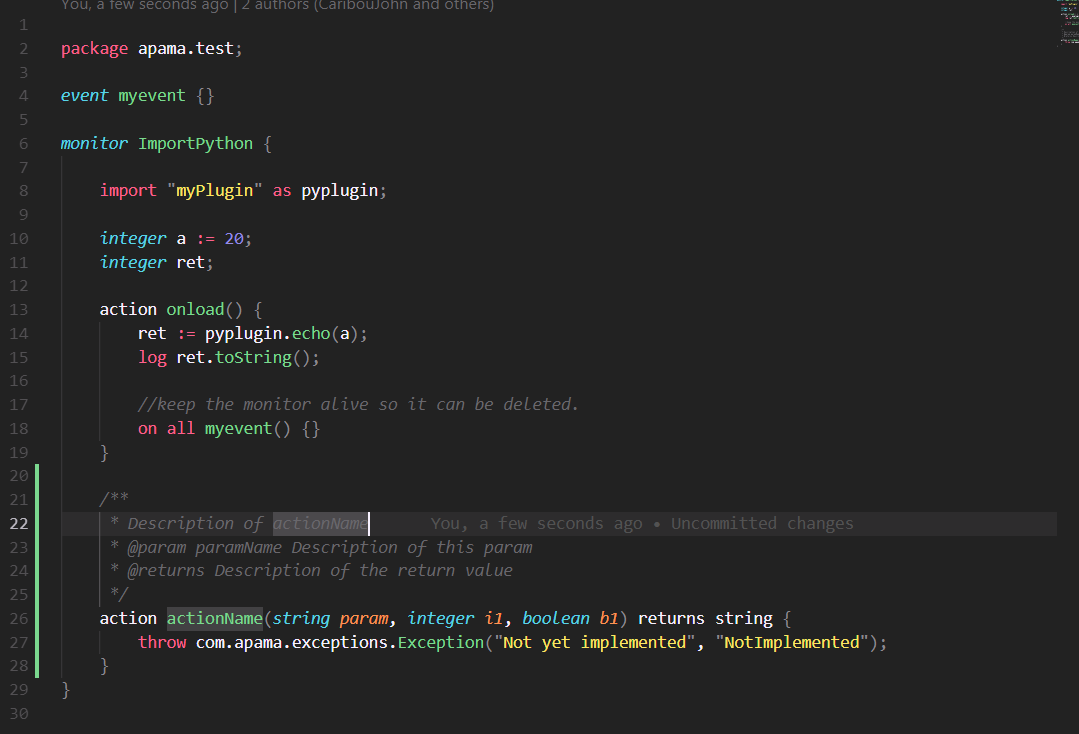 You, a few seconds ago | 2 authors (CaribouJohn and others)
1
2 package apama.test;
3
4 event myevent {}
5
6 monitor ImportPython {
7
8 import "myPlugin" as pyplugin;
9
10 integer a := 20;
11 integer ret;
12
13 action onload() {
14 ret := pyplugin.echo(a);
15 log ret.toString();
16
17 //keep the monitor alive so it can be deleted.
18 on all myevent() {}
19 }
20
21 /**
22 * Description of actionName You, a few seconds ago • Uncommitted changes
23 * @param paramName Description of this param
24 * @returns Description of the return value
25 */
26 action actionName(string param, integer i1, boolean b1) returns string {
27 throw com.apama.exceptions.Exception("Not yet implemented", "NotImplemented");
28 }
29 }
30